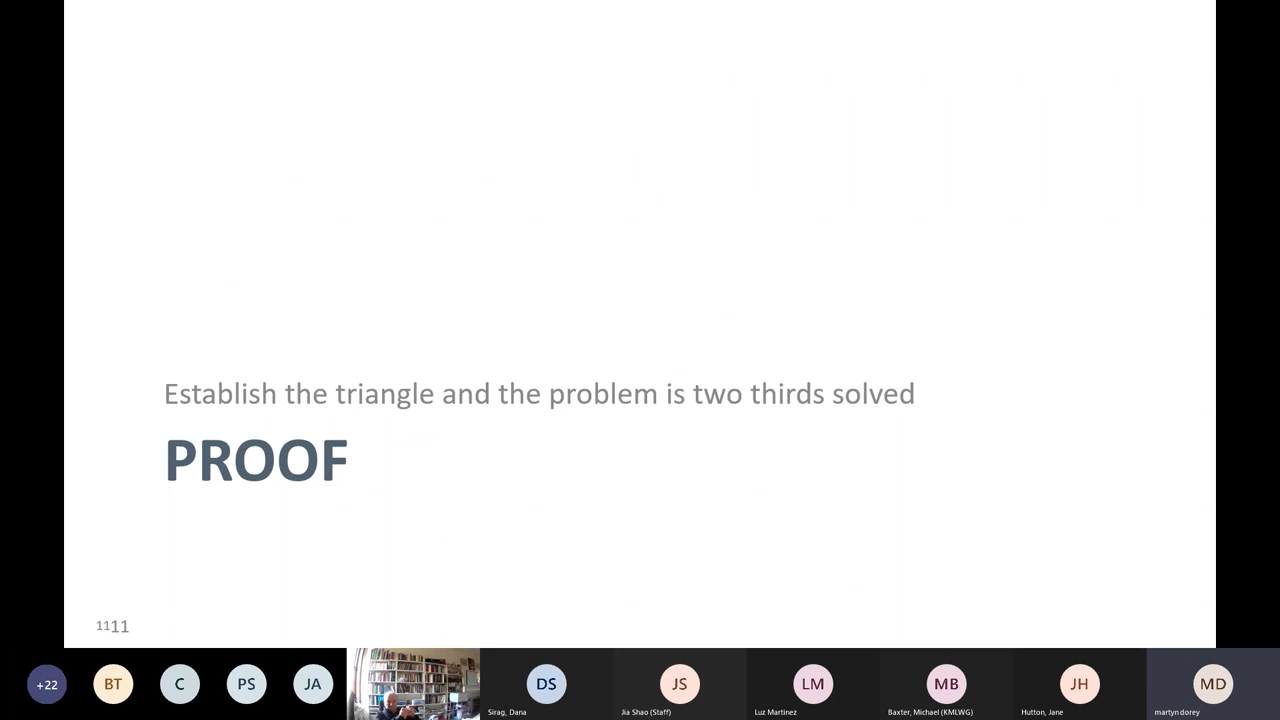 Establish the triangle and the problem is two thirds solved
PROOF
1111
+22
BT
C
PS
JA
DS
JS
LM
MB
JH
MD
Sirag, Dana
Jia Shao (Staff)
Luz Martinez
Baxter, Michael (KMLWG)
Hutton, Jane
martyn dorey